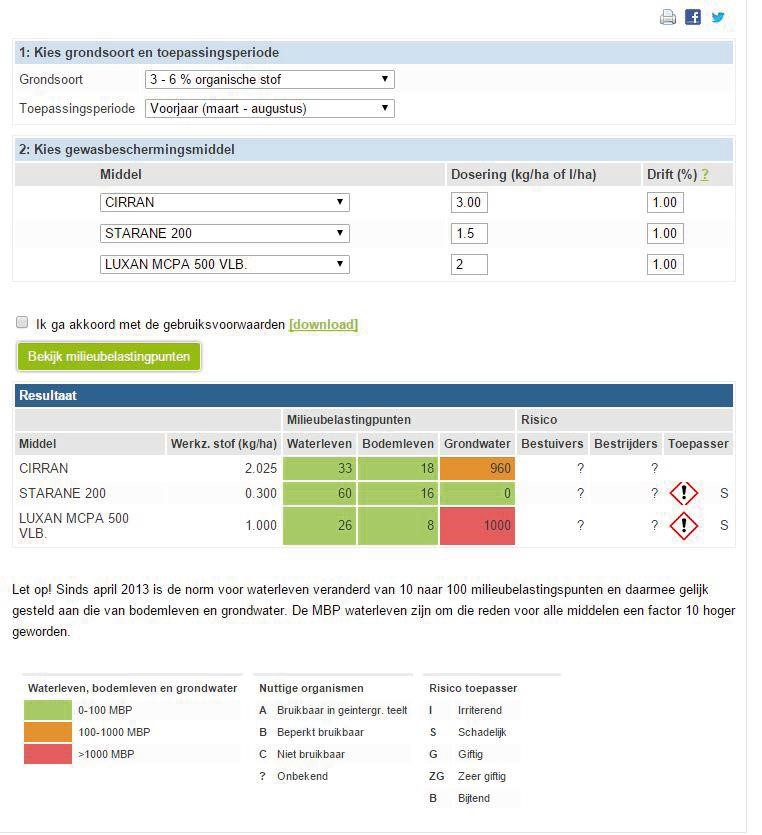 1: Kies grondsoort en toepassingsperiode
Grondsoort 3 - 6 % organische stof
Toepassingsperiode Voorjaar (maart - augustus)
2: Kies gewasbeschermingsmiddel
Middel Dosering (kg/ha of l/ha) Drift (%) ?
CIRRAN 3.00 1.00
STARANE 200 1.5 1.00
LUXAN MCPA 500 VLB. 2 1.00
Ik ga akkoord met de gebruiksvoorwaarden [download]
Bekijk milieubelastingpunten
Resultaat
Milieubelastingpunten Risico
Middel Werkz. stof (kg/ha) Waterleven Bodemleven Grondwater Bestuivers Bestrijders Toepasser
CIRRAN 2.025 33 18 960 ? ?
STARANE 200 0.300 60 16 0 ? ? ! S
LUXAN MCPA 500
VLB. 1.000 26 8 1000 ? ? ! S
Let op! Sinds april 2013 is de norm voor waterleven veranderd van 10 naar 100 milieubelastingspunten en daarmee gelijk
gesteld aan die van bodemleven en grondwater. De MBP waterleven zijn om die reden voor alle middelen een factor 10 hoger
geworden.
Waterleven, bodemleven en grondwater Nuttige organismen Risico toepasser
0-100 MBP A Bruikbaar in geintergr. teelt I Irriterend
100-1000 MBP B Beperkt bruikbaar S Schadelijk
>1000 MBP C Niet bruikbaar G Giftig
? Onbekend ZG Zeer giftig
B Bijtend